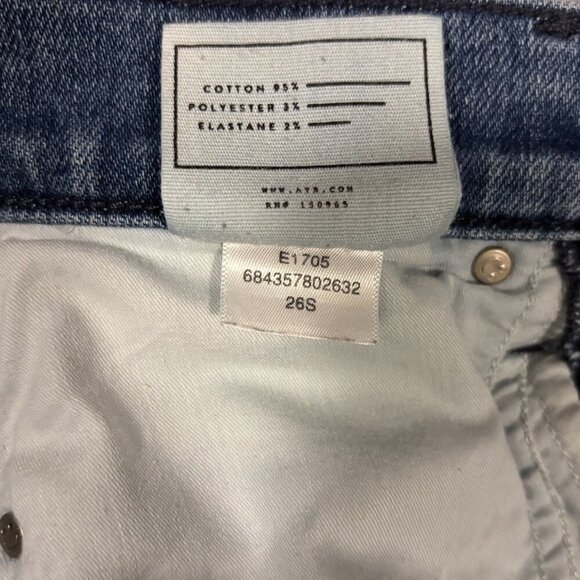 COTTON 95%
POLYESTER 3%
ELASTANE 2%
WWW.AYR.COM
RN# 150965
E1705
684357802632
26S